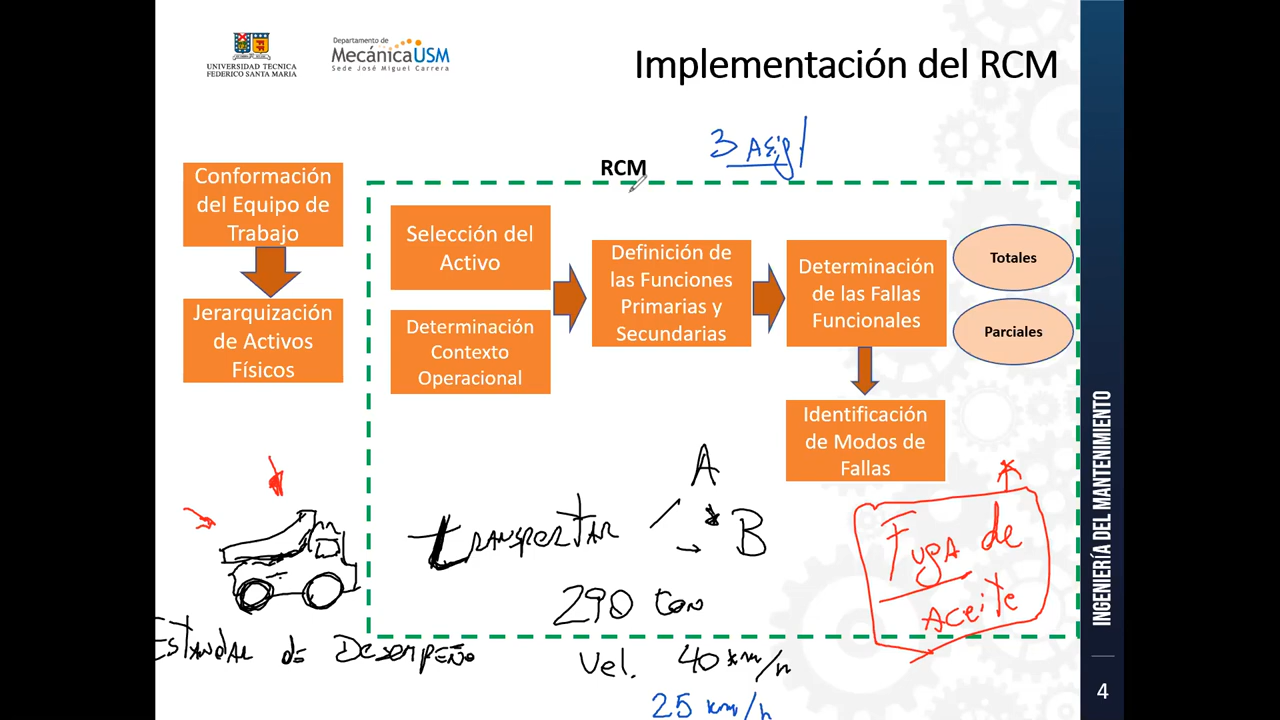 UNIVERSIDAD TECNICA
FEDERICO SANTA MARIA
Departamento de
MecánicaUSM
Sede José Miguel Carrera
Implementación del RCM
3 Asig
RCM
Conformación
del Equipo de
Trabajo
Jerarquización
de Activos
Físicos
Selección del
Activo
Determinación
Contexto
Operacional
Definición de
las Funciones
Primarias y
Secundarias
Determinación
de las Fallas
Funcionales
Totales
Parciales
Identificación
de Modos de
Fallas
TRANSPORTAR
A
B
290 ton
Vel. 40 km/h
25 km/h
Estandar de Desempeño
Fuga de
Aceite
INGENIERÍA DEL MANTENIMIENTO
4